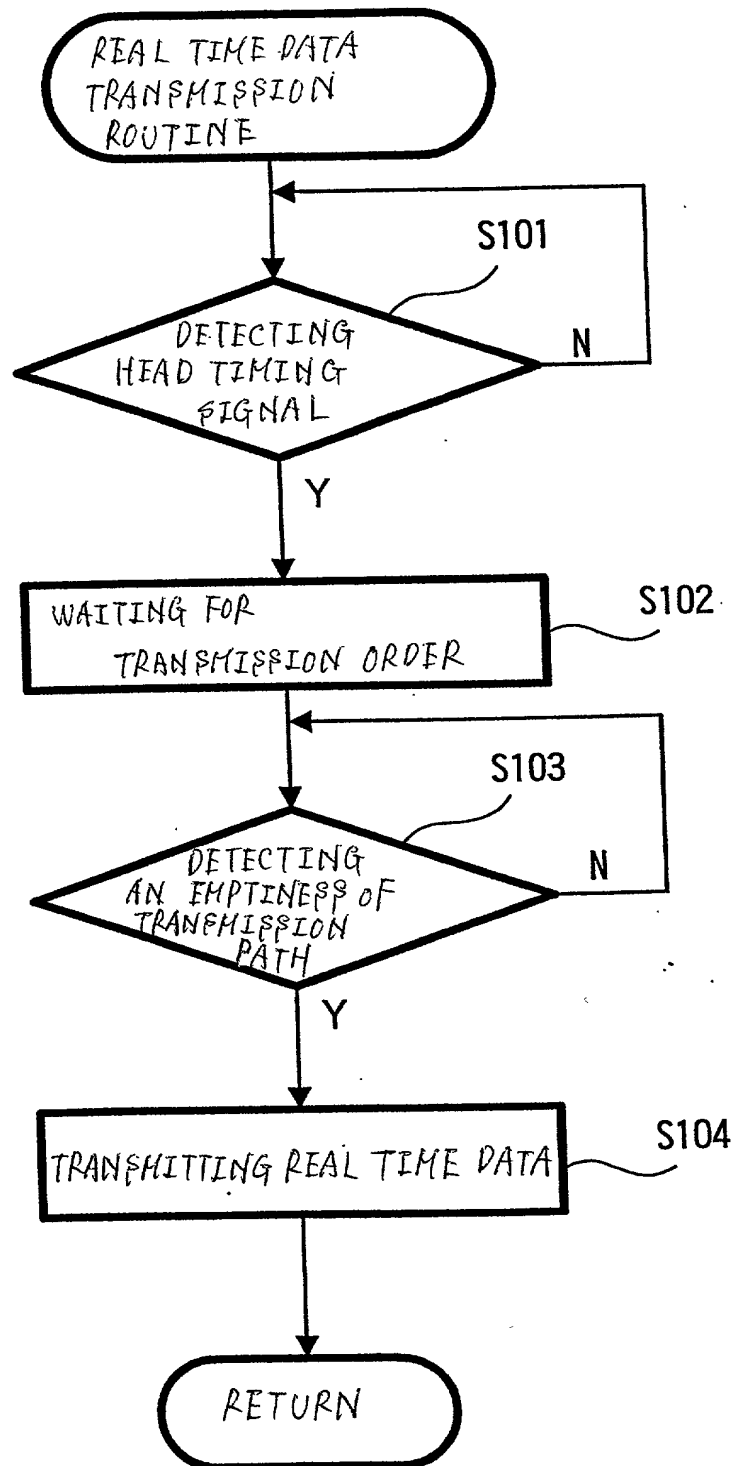 REAL TIME DATA
TRANSMISSION
ROUTINE
S101
DETECTING
HEAD TIMING
SIGNAL
N
Y
WAITING FOR
TRANSMISSION ORDER
S102
S103
DETECTING
AN EMPTINESS OF
TRANSMISSION
PATH
N
Y
TRANSMITTING REAL TIME DATA
S104
RETURN